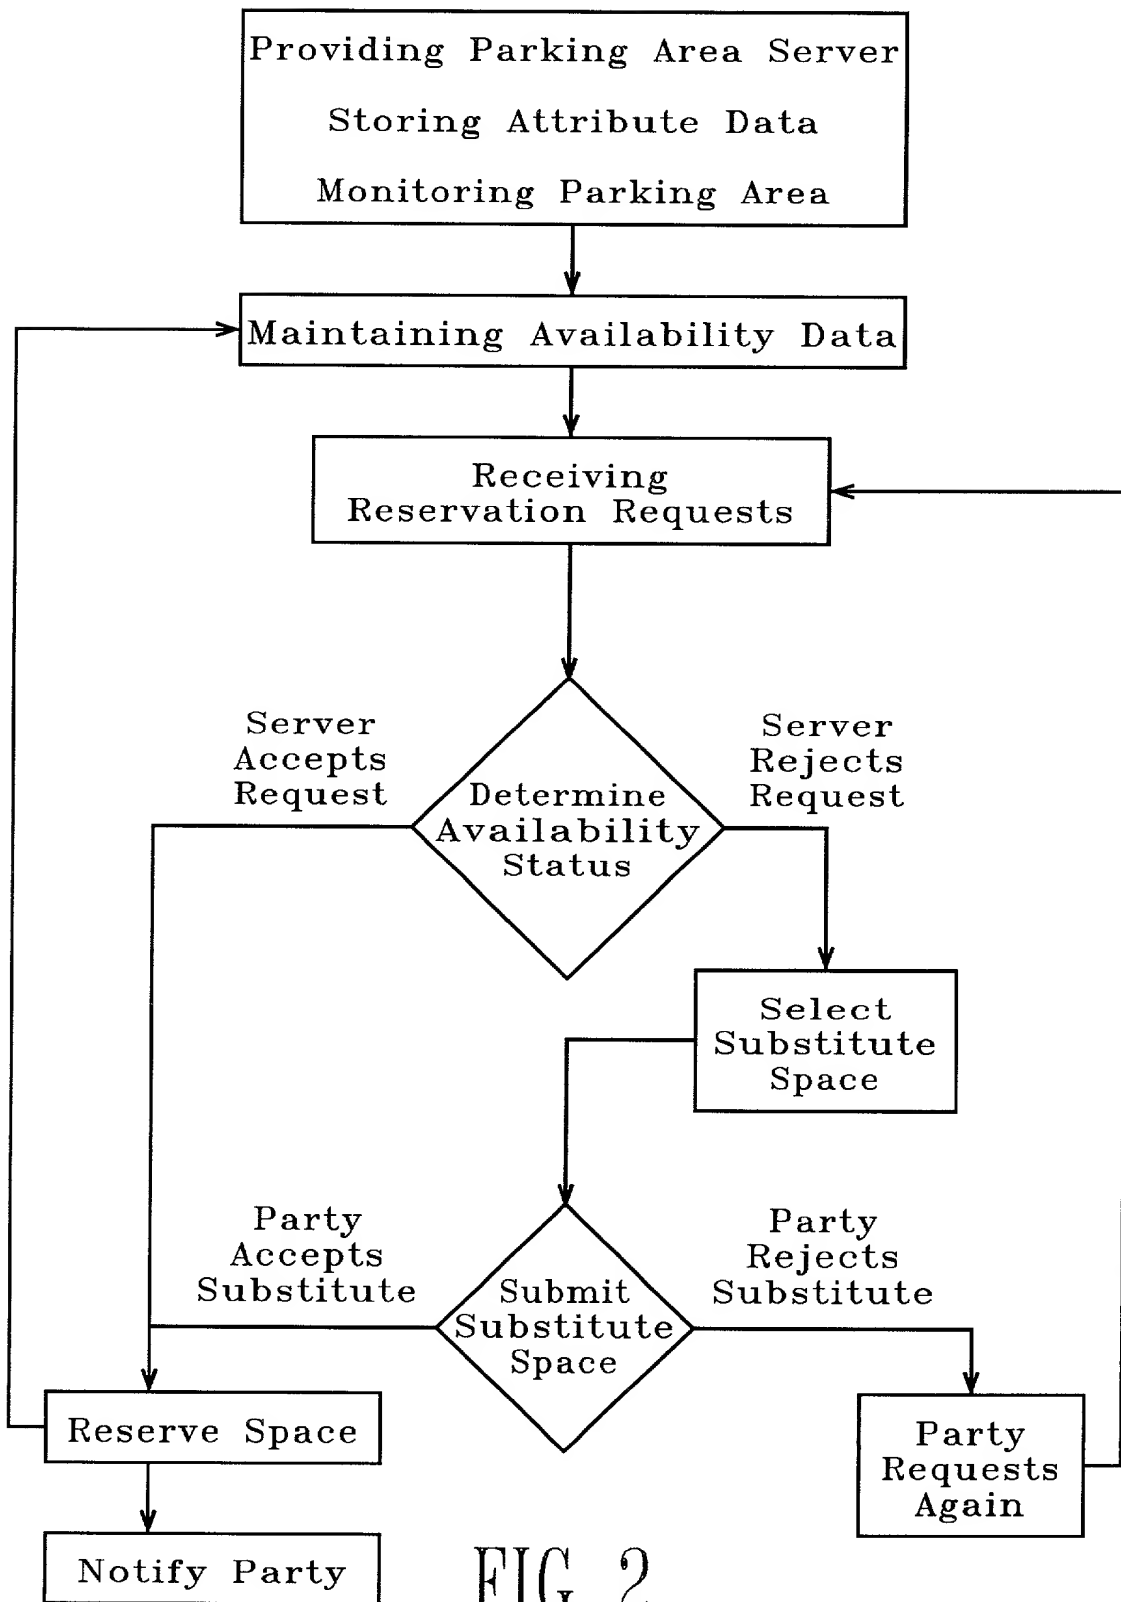 Providing Parking Area Server
Storing Attribute Data
Monitoring Parking Area
Maintaining Availability Data
Receiving
Reservation Requests
Server
Accepts
Request
Server
Rejects
Request
Determine
Availability
Status
Select
Substitute
Space
Party
Accepts
Substitute
Party
Rejects
Substitute
Submit
Substitute
Space
Reserve Space
Party
Requests
Again
Notify Party
FIG. 2